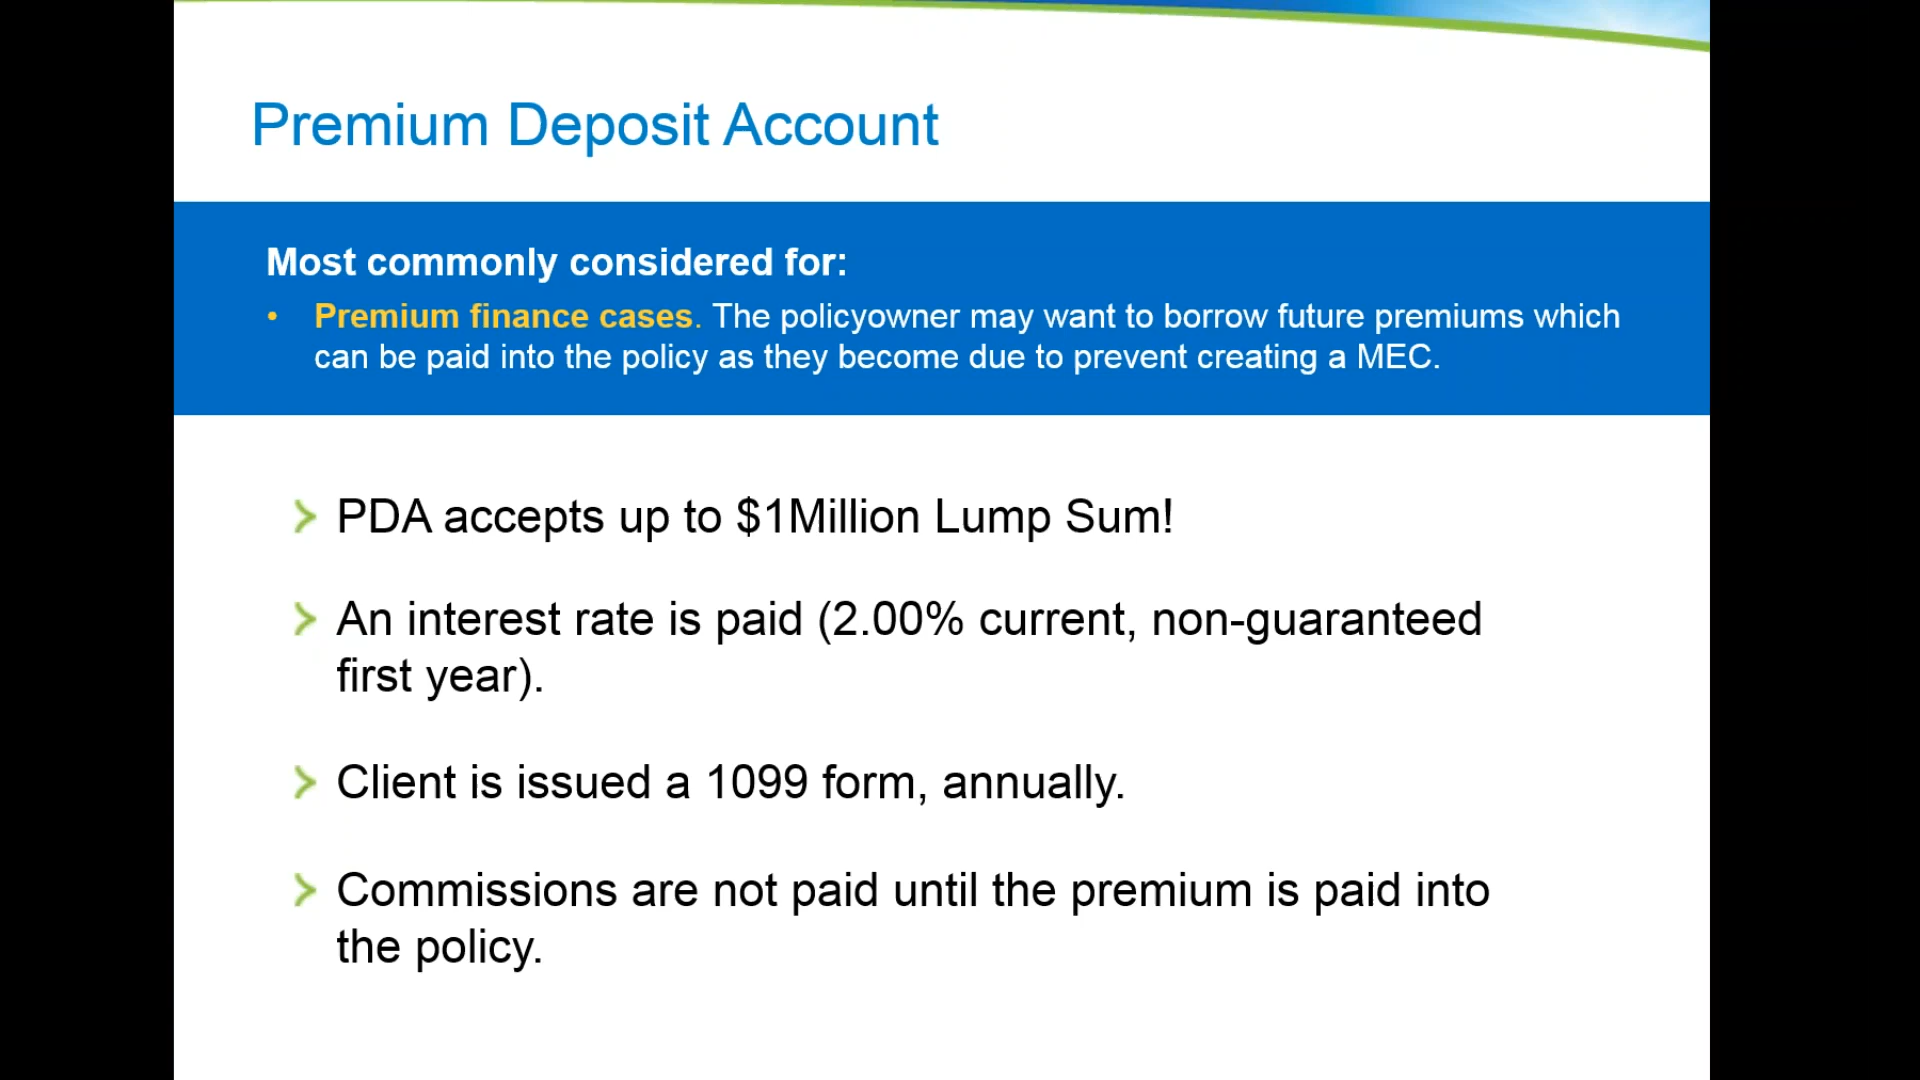 Premium Deposit Account
Most commonly considered for:
• Premium finance cases. The policyowner may want to borrow future premiums which
can be paid into the policy as they become due to prevent creating a MEC.
PDA accepts up to $1Million Lump Sum!
An interest rate is paid (2.00% current, non-guaranteed
first year).
Client is issued a 1099 form, annually.
Commissions are not paid until the premium is paid into
the policy.